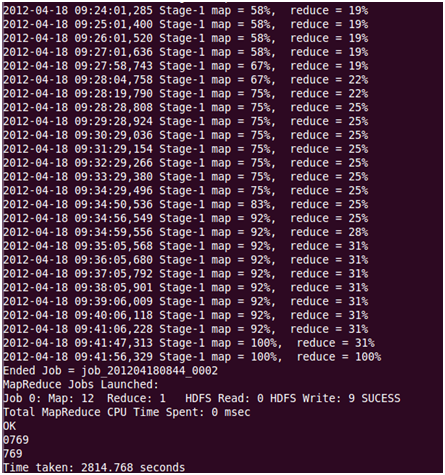 2012-04-18 09:24:01,285 Stage-1 map = 58%,  reduce = 19%
2012-04-18 09:25:01,400 Stage-1 map = 58%,  reduce = 19%
2012-04-18 09:26:01,520 Stage-1 map = 58%,  reduce = 19%
2012-04-18 09:27:01,636 Stage-1 map = 58%,  reduce = 19%
2012-04-18 09:27:58,743 Stage-1 map = 67%,  reduce = 19%
2012-04-18 09:28:04,758 Stage-1 map = 67%,  reduce = 22%
2012-04-18 09:28:19,790 Stage-1 map = 75%,  reduce = 22%
2012-04-18 09:28:28,808 Stage-1 map = 75%,  reduce = 25%
2012-04-18 09:29:28,924 Stage-1 map = 75%,  reduce = 25%
2012-04-18 09:30:29,036 Stage-1 map = 75%,  reduce = 25%
2012-04-18 09:31:29,154 Stage-1 map = 75%,  reduce = 25%
2012-04-18 09:32:29,266 Stage-1 map = 75%,  reduce = 25%
2012-04-18 09:33:29,380 Stage-1 map = 75%,  reduce = 25%
2012-04-18 09:34:29,496 Stage-1 map = 75%,  reduce = 25%
2012-04-18 09:34:50,536 Stage-1 map = 83%,  reduce = 25%
2012-04-18 09:34:56,549 Stage-1 map = 92%,  reduce = 25%
2012-04-18 09:34:59,556 Stage-1 map = 92%,  reduce = 28%
2012-04-18 09:35:05,568 Stage-1 map = 92%,  reduce = 31%
2012-04-18 09:36:05,680 Stage-1 map = 92%,  reduce = 31%
2012-04-18 09:37:05,792 Stage-1 map = 92%,  reduce = 31%
2012-04-18 09:38:05,901 Stage-1 map = 92%,  reduce = 31%
2012-04-18 09:39:06,009 Stage-1 map = 92%,  reduce = 31%
2012-04-18 09:40:06,118 Stage-1 map = 92%,  reduce = 31%
2012-04-18 09:41:06,228 Stage-1 map = 92%,  reduce = 31%
2012-04-18 09:41:47,313 Stage-1 map = 100%,  reduce = 31%
2012-04-18 09:41:56,329 Stage-1 map = 100%,  reduce = 100%
Ended Job = job_201204180844_0002
MapReduce Jobs Launched:
Job 0: Map: 12  Reduce: 1   HDFS Read: 0 HDFS Write: 9 SUCESS
Total MapReduce CPU Time Spent: 0 msec
OK
0769
769
Time taken: 2814.768 seconds